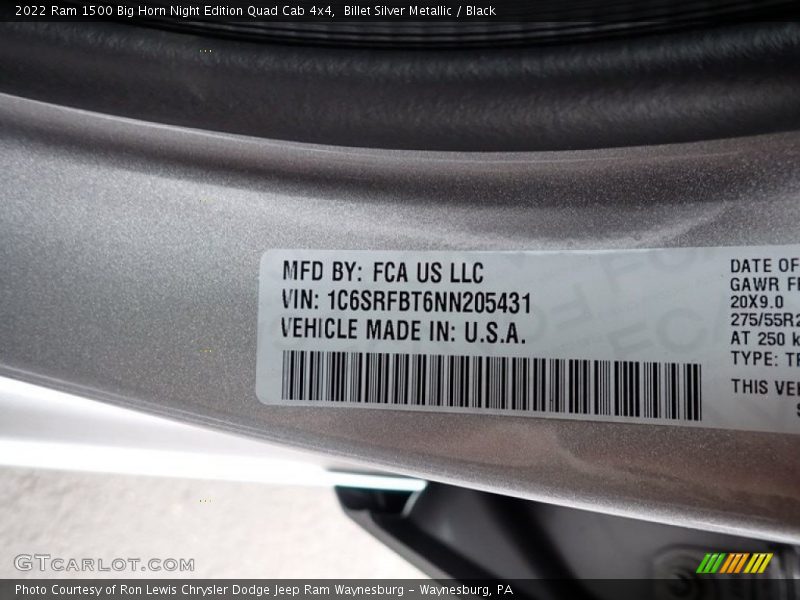 2022 Ram 1500 Big Horn Night Edition Quad Cab 4x4, Billet Silver Metallic / Black
MFD BY: FCA US LLC
VIN: 1C6SRFBT6NN205431
VEHICLE MADE IN: U.S.A.
DATE OF
GAWR
20X9.0
275/55R2
AT 250
TYPE:
THIS
GTCARLOT.COM
Photo Courtesy of Ron Lewis Chrysler Dodge Jeep Ram Waynesburg - Waynesburg, PA